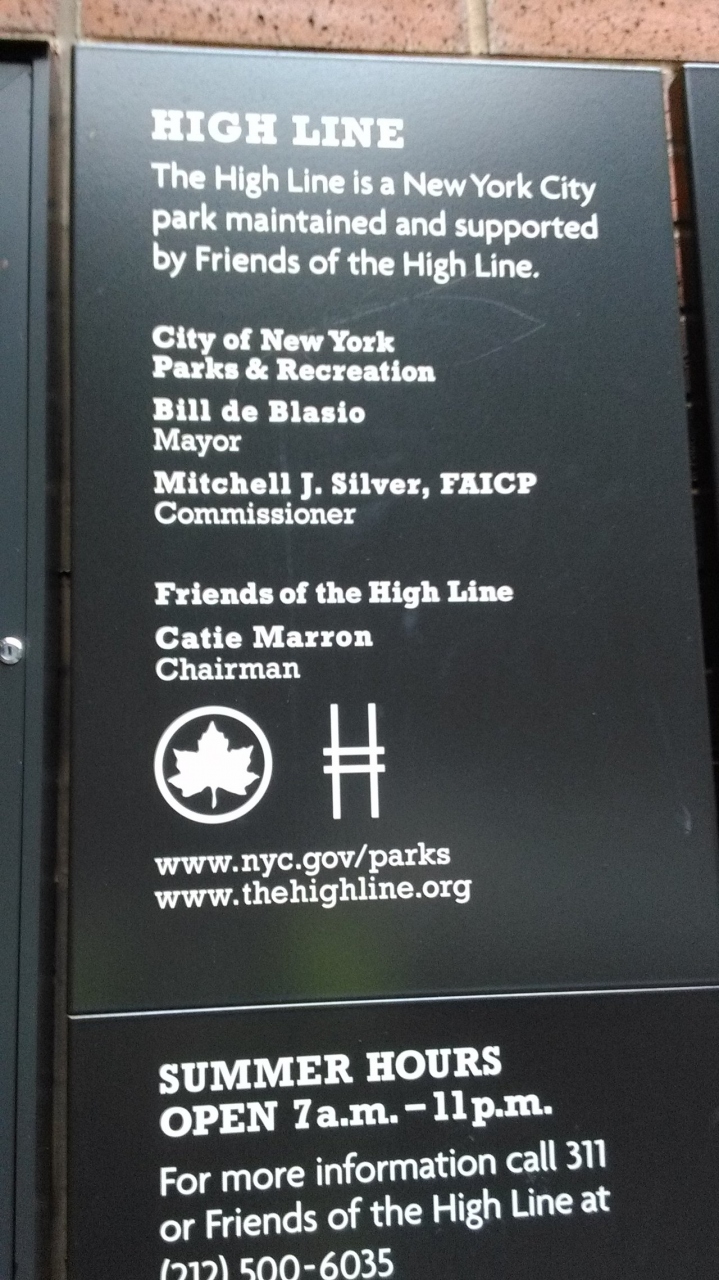 HIGH LINE
The High Line is a New York City
park maintained and supported
by Friends of the High Line.
City of New York
Parks & Recreation
Bill de Blasio
Mayor
Mitchell J. Silver, FAICP
Commissioner
Friends of the High Line
Catie Marron
Chairman
www.nyc.gov/parks
www.thehighline.org
SUMMER HOURS
OPEN 7a.m.–11p.m.
For more information call 311
or Friends of the High Line at
(212) 500-6035